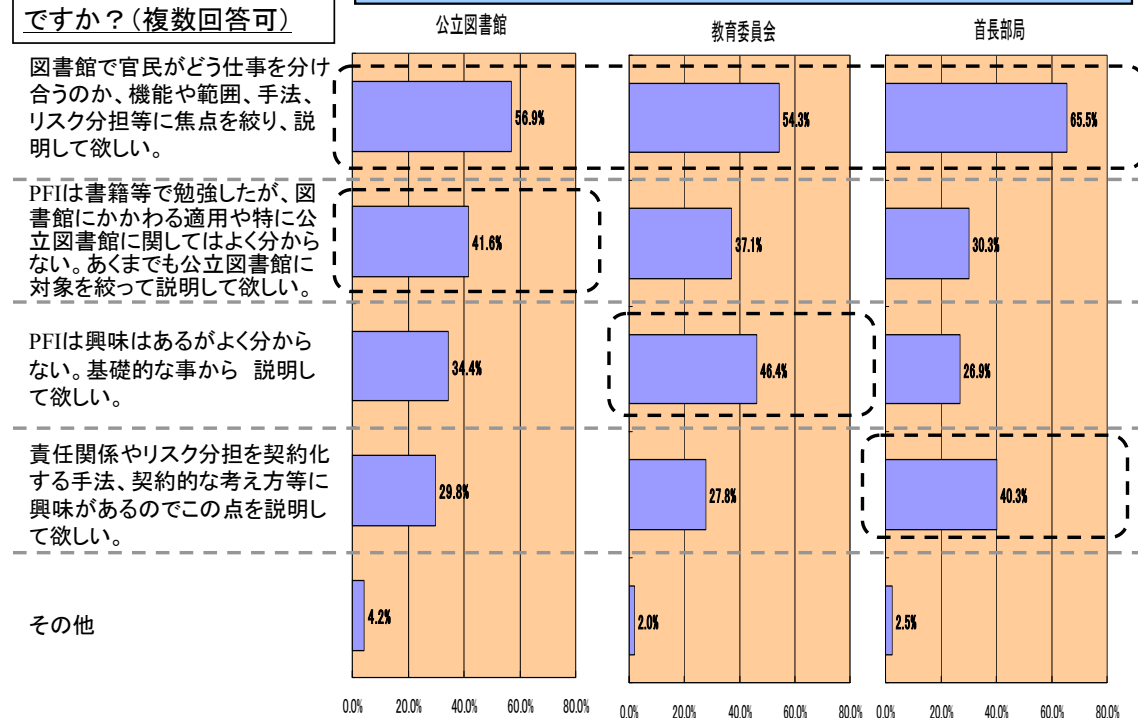 ですか？(複数回答可)
公立図書館
教育委員会
首長部局
図書館で官民がどう仕事を分け
合うのか、機能や範囲、手法、
リスク分担等に焦点を絞り、説
明して欲しい。
56.9%
54.3%
65.5%
PFIは書籍等で勉強したが、図
書館にかかわる適用や特に公
立図書館に関してはよく分から
ない。あくまでも公立図書館に
対象を絞って説明して欲しい。
41.6%
37.1%
30.3%
PFIは興味はあるがよく分から
ない。基礎的な事から 説明し
て欲しい。
34.4%
46.4%
26.9%
責任関係やリスク分担を契約化
する手法、契約的な考え方等に
興味があるのでこの点を説明し
て欲しい。
29.8%
27.8%
40.3%
その他
4.2%
2.0%
2.5%
0.0% 20.0% 40.0% 60.0% 80.0%
0.0% 20.0% 40.0% 60.0% 80.0%
0.0% 20.0% 40.0% 60.0% 80.0%